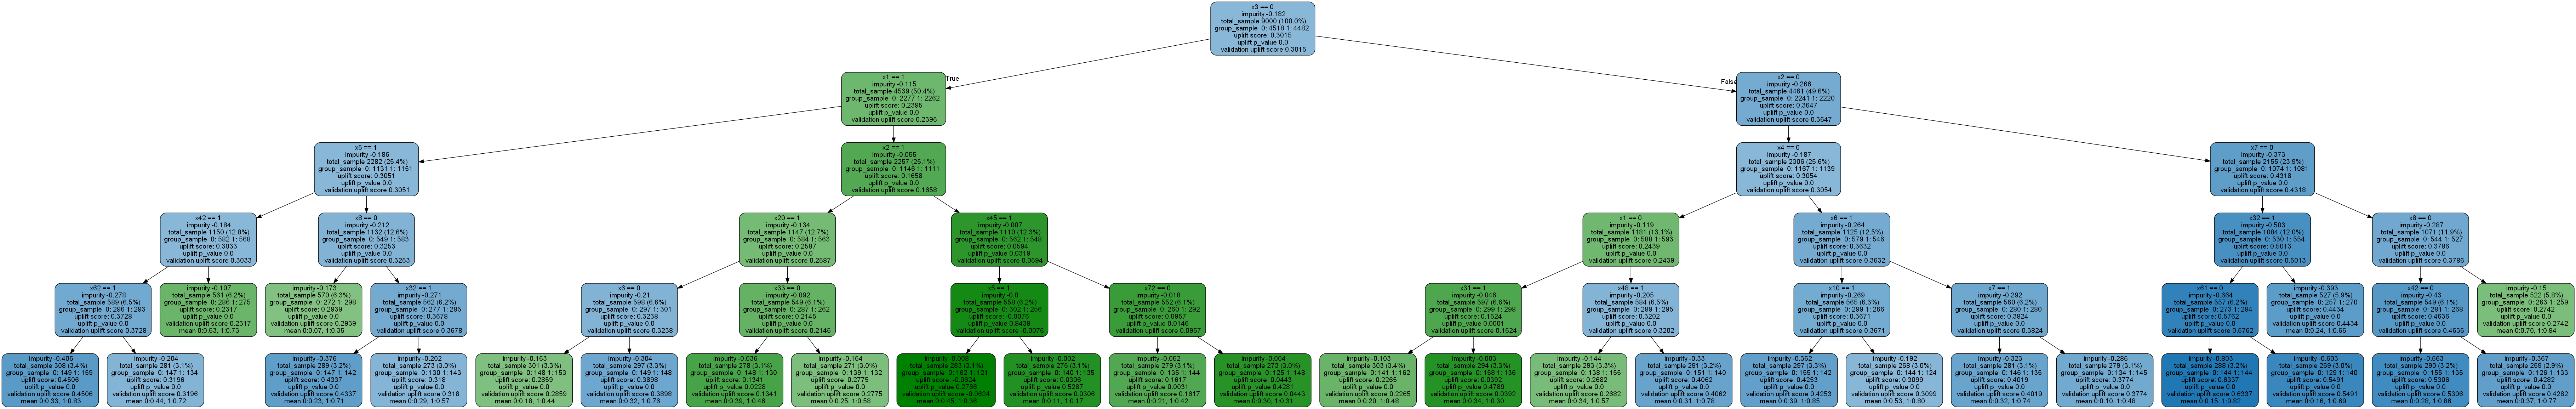 x3 == 0
impurity -0.182
total_sample 9000 (100.0%)
group_sample 0: 4518 1: 4482
uplift score: 0.3015
uplift p_value 0.0
validation uplift score 0.3015
True
False
x1 == 1
impurity -0.115
total_sample 4539 (50.4%)
group_sample 0: 2277 1: 2262
uplift score: 0.2395
uplift p_value 0.0
validation uplift score 0.2395
x2 == 0
impurity -0.266
total_sample 4461 (49.6%)
group_sample 0: 2241 1: 2220
uplift score: 0.3647
uplift p_value 0.0
validation uplift score 0.3647
x5 == 1
impurity -0.186
total_sample 2282 (25.4%)
group_sample 0: 1131 1: 1151
uplift score: 0.3051
uplift p_value 0.0
validation uplift score 0.3051
x2 == 1
impurity -0.055
total_sample 2257 (25.1%)
group_sample 0: 1146 1: 1111
uplift score: 0.1658
uplift p_value 0.0
validation uplift score 0.1658
x4 == 0
impurity -0.187
total_sample 2306 (25.6%)
group_sample 0: 1167 1: 1139
uplift score: 0.3054
uplift p_value 0.0
validation uplift score 0.3054
x7 == 0
impurity -0.373
total_sample 2155 (23.9%)
group_sample 0: 1074 1: 1081
uplift score: 0.4318
uplift p_value 0.0
validation uplift score 0.4318
x42 == 1
impurity -0.184
total_sample 1150 (12.8%)
group_sample 0: 582 1: 568
uplift score: 0.3033
uplift p_value 0.0
validation uplift score 0.3033
x8 == 0
impurity -0.212
total_sample 1132 (12.6%)
group_sample 0: 549 1: 583
uplift score: 0.3253
uplift p_value 0.0
validation uplift score 0.3253
x20 == 1
impurity -0.134
total_sample 1147 (12.7%)
group_sample 0: 584 1: 563
uplift score: 0.2587
uplift p_value 0.0
validation uplift score 0.2587
x45 == 1
impurity -0.007
total_sample 1110 (12.3%)
group_sample 0: 562 1: 548
uplift score: 0.0594
uplift p_value 0.0319
validation uplift score 0.0594
x1 == 0
impurity -0.119
total_sample 1181 (13.1%)
group_sample 0: 588 1: 593
uplift score: 0.2439
uplift p_value 0.0
validation uplift score 0.2439
x6 == 1
impurity -0.264
total_sample 1125 (12.5%)
group_sample 0: 579 1: 546
uplift score: 0.3632
uplift p_value 0.0
validation uplift score 0.3632
x32 == 1
impurity -0.503
total_sample 1084 (12.0%)
group_sample 0: 530 1: 554
uplift score: 0.5013
uplift p_value 0.0
validation uplift score 0.5013
x8 == 0
impurity -0.287
total_sample 1071 (11.9%)
group_sample 0: 544 1: 527
uplift score: 0.3786
uplift p_value 0.0
validation uplift score 0.3786
x62 == 1
impurity -0.278
total_sample 589 (6.5%)
group_sample 0: 296 1: 293
uplift score: 0.3728
uplift p_value 0.0
validation uplift score 0.3728
impurity -0.107
total_sample 561 (6.2%)
group_sample 0: 286 1: 275
uplift score: 0.2317
uplift p_value 0.0
validation uplift score 0.2317
mean 0:0.53, 1:0.73
impurity -0.173
total_sample 570 (6.3%)
group_sample 0: 272 1: 298
uplift score: 0.2939
uplift p_value 0.0
validation uplift score 0.2939
mean 0:0.07, 1:0.35
x32 == 1
impurity -0.271
total_sample 562 (6.2%)
group_sample 0: 277 1: 285
uplift score: 0.3678
uplift p_value 0.0
validation uplift score 0.3678
x6 == 0
impurity -0.21
total_sample 598 (6.6%)
group_sample 0: 297 1: 301
uplift score: 0.3238
uplift p_value 0.0
validation uplift score 0.3238
x33 == 0
impurity -0.092
total_sample 549 (6.1%)
group_sample 0: 287 1: 262
uplift score: 0.2145
uplift p_value 0.0
validation uplift score 0.2145
x5 == 1
impurity -0.0
total_sample 558 (6.2%)
group_sample 0: 302 1: 256
uplift score: -0.0076
uplift p_value 0.8439
validation uplift score -0.0076
x72 == 0
impurity -0.018
total_sample 552 (6.1%)
group_sample 0: 260 1: 292
uplift score: 0.0957
uplift p_value 0.0146
validation uplift score 0.0957
x31 == 1
impurity -0.046
total_sample 597 (6.6%)
group_sample 0: 299 1: 298
uplift score: 0.1524
uplift p_value 0.0001
validation uplift score 0.1524
x48 == 1
impurity -0.205
total_sample 584 (6.5%)
group_sample 0: 289 1: 295
uplift score: 0.3202
uplift p_value 0.0
validation uplift score 0.3202
x10 == 1
impurity -0.269
total_sample 565 (6.3%)
group_sample 0: 299 1: 266
uplift score: 0.3671
uplift p_value 0.0
validation uplift score 0.3671
x7 == 1
impurity -0.292
total_sample 560 (6.2%)
group_sample 0: 280 1: 280
uplift score: 0.3824
uplift p_value 0.0
validation uplift score 0.3824
x61 == 0
impurity -0.664
total_sample 557 (6.2%)
group_sample 0: 273 1: 284
uplift score: 0.5762
uplift p_value 0.0
validation uplift score 0.5762
impurity -0.393
total_sample 527 (5.9%)
group_sample 0: 257 1: 270
uplift score: 0.4434
uplift p_value 0.0
validation uplift score 0.4434
mean 0:0.24, 1:0.66
x42 == 0
impurity -0.43
total_sample 549 (6.1%)
group_sample 0: 281 1: 268
uplift score: 0.4636
uplift p_value 0.0
validation uplift score 0.4636
impurity -0.15
total_sample 522 (5.8%)
group_sample 0: 263 1: 259
uplift score: 0.2742
uplift p_value 0.0
validation uplift score 0.2742
mean 0:0.70, 1:0.94
impurity -0.406
total_sample 308 (3.4%)
group_sample 0: 149 1: 159
uplift score: 0.4506
uplift p_value 0.0
validation uplift score 0.4506
mean 0:0.33, 1:0.83
impurity -0.204
total_sample 281 (3.1%)
group_sample 0: 147 1: 134
uplift score: 0.3196
uplift p_value 0.0
validation uplift score 0.3196
mean 0:0.44, 1:0.72
impurity -0.376
total_sample 289 (3.2%)
group_sample 0: 147 1: 142
uplift score: 0.4337
uplift p_value 0.0
validation uplift score 0.4337
mean 0:0.23, 1:0.71
impurity -0.202
total_sample 273 (3.0%)
group_sample 0: 130 1: 143
uplift score: 0.318
uplift p_value 0.0
validation uplift score 0.318
mean 0:0.29, 1:0.57
impurity -0.163
total_sample 301 (3.3%)
group_sample 0: 148 1: 153
uplift score: 0.2859
uplift p_value 0.0
validation uplift score 0.2859
mean 0:0.18, 1:0.44
impurity -0.304
total_sample 297 (3.3%)
group_sample 0: 149 1: 148
uplift score: 0.3898
uplift p_value 0.0
validation uplift score 0.3898
mean 0:0.32, 1:0.76
impurity -0.036
total_sample 278 (3.1%)
group_sample 0: 148 1: 130
uplift score: 0.1341
uplift p_value 0.0228
validation uplift score 0.1341
mean 0:0.39, 1:0.46
impurity -0.154
total_sample 271 (3.0%)
group_sample 0: 139 1: 132
uplift score: 0.2775
uplift p_value 0.0
validation uplift score 0.2775
mean 0:0.25, 1:0.58
impurity -0.008
total_sample 283 (3.1%)
group_sample 0: 162 1: 121
uplift score: -0.0624
uplift p_value 0.2766
validation uplift score -0.0624
mean 0:0.45, 1:0.36
impurity -0.002
total_sample 275 (3.1%)
group_sample 0: 140 1: 135
uplift score: 0.0306
uplift p_value 0.5287
validation uplift score 0.0306
mean 0:0.11, 1:0.17
impurity -0.052
total_sample 279 (3.1%)
group_sample 0: 135 1: 144
uplift score: 0.1617
uplift p_value 0.0031
validation uplift score 0.1617
mean 0:0.21, 1:0.42
impurity -0.004
total_sample 273 (3.0%)
group_sample 0: 125 1: 148
uplift score: 0.0443
uplift p_value 0.4281
validation uplift score 0.0443
mean 0:0.30, 1:0.31
impurity -0.103
total_sample 303 (3.4%)
group_sample 0: 141 1: 162
uplift score: 0.2265
uplift p_value 0.0
validation uplift score 0.2265
mean 0:0.20, 1:0.48
impurity -0.003
total_sample 294 (3.3%)
group_sample 0: 158 1: 136
uplift score: 0.0392
uplift p_value 0.4789
validation uplift score 0.0392
mean 0:0.34, 1:0.30
impurity -0.144
total_sample 293 (3.3%)
group_sample 0: 138 1: 155
uplift score: 0.2682
uplift p_value 0.0
validation uplift score 0.2682
mean 0:0.34, 1:0.57
impurity -0.33
total_sample 291 (3.2%)
group_sample 0: 151 1: 140
uplift score: 0.4062
uplift p_value 0.0
validation uplift score 0.4062
mean 0:0.31, 1:0.78
impurity -0.362
total_sample 297 (3.3%)
group_sample 0: 155 1: 142
uplift score: 0.4253
uplift p_value 0.0
validation uplift score 0.4253
mean 0:0.39, 1:0.85
impurity -0.192
total_sample 268 (3.0%)
group_sample 0: 144 1: 124
uplift score: 0.3099
uplift p_value 0.0
validation uplift score 0.3099
mean 0:0.53, 1:0.80
impurity -0.323
total_sample 281 (3.1%)
group_sample 0: 146 1: 135
uplift score: 0.4019
uplift p_value 0.0
validation uplift score 0.4019
mean 0:0.32, 1:0.74
impurity -0.285
total_sample 279 (3.1%)
group_sample 0: 134 1: 145
uplift score: 0.3774
uplift p_value 0.0
validation uplift score 0.3774
mean 0:0.10, 1:0.48
impurity -0.803
total_sample 288 (3.2%)
group_sample 0: 144 1: 144
uplift score: 0.6337
uplift p_value 0.0
validation uplift score 0.6337
mean 0:0.15, 1:0.82
impurity -0.603
total_sample 269 (3.0%)
group_sample 0: 129 1: 140
uplift score: 0.5491
uplift p_value 0.0
validation uplift score 0.5491
mean 0:0.16, 1:0.69
impurity -0.563
total_sample 290 (3.2%)
group_sample 0: 155 1: 135
uplift score: 0.5306
uplift p_value 0.0
validation uplift score 0.5306
mean 0:0.28, 1:0.86
impurity -0.367
total_sample 259 (2.9%)
group_sample 0: 126 1: 133
uplift score: 0.4282
uplift p_value 0.0
validation uplift score 0.4282
mean 0:0.37, 1:0.77